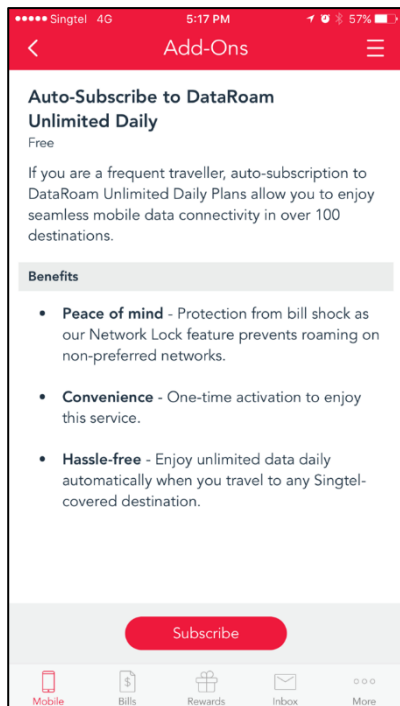 ●●●●● Singtel 4G 5:17 PM 57%
Add-Ons
Auto-Subscribe to DataRoam
Unlimited Daily
Free
If you are a frequent traveller, auto-subscription to
DataRoam Unlimited Daily Plans allow you to enjoy
seamless mobile data connectivity in over 100
destinations.
Benefits
• Peace of mind - Protection from bill shock as
our Network Lock feature prevents roaming on
non-preferred networks.
• Convenience - One-time activation to enjoy
this service.
• Hassle-free - Enjoy unlimited data daily
automatically when you travel to any Singtel-
covered destination.
Subscribe
Mobile Bills Rewards Inbox More